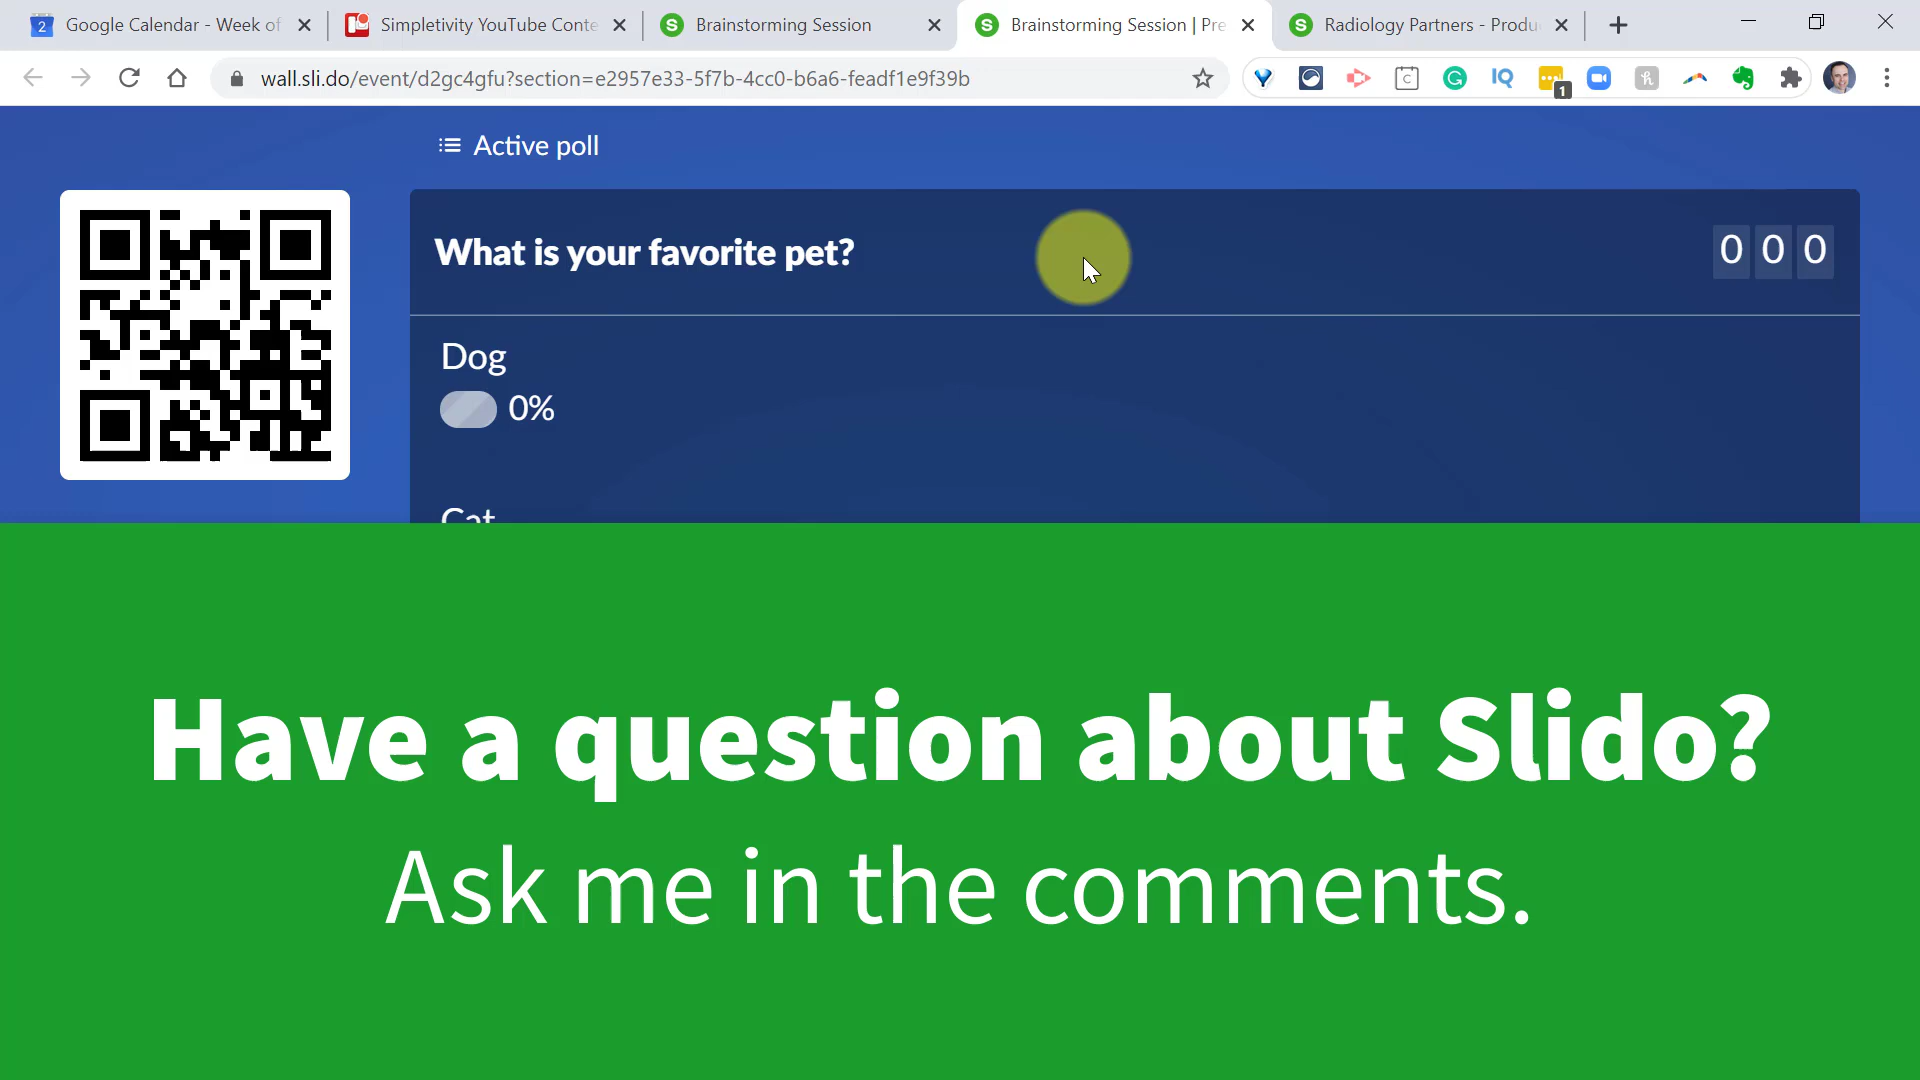 Google Calendar - Week of
Simpletivity YouTube Conte
Brainstorming Session
Brainstorming Session | Pre
Radiology Partners - Produ
wall.sli.do/event/d2gc4gfu?section=e2957e33-5f7b-4cc0-b6a6-feadf1e9f39b
Active poll
What is your favorite pet?
0 0 0
Dog
0%
Cat
Have a question about Slido?
Ask me in the comments.